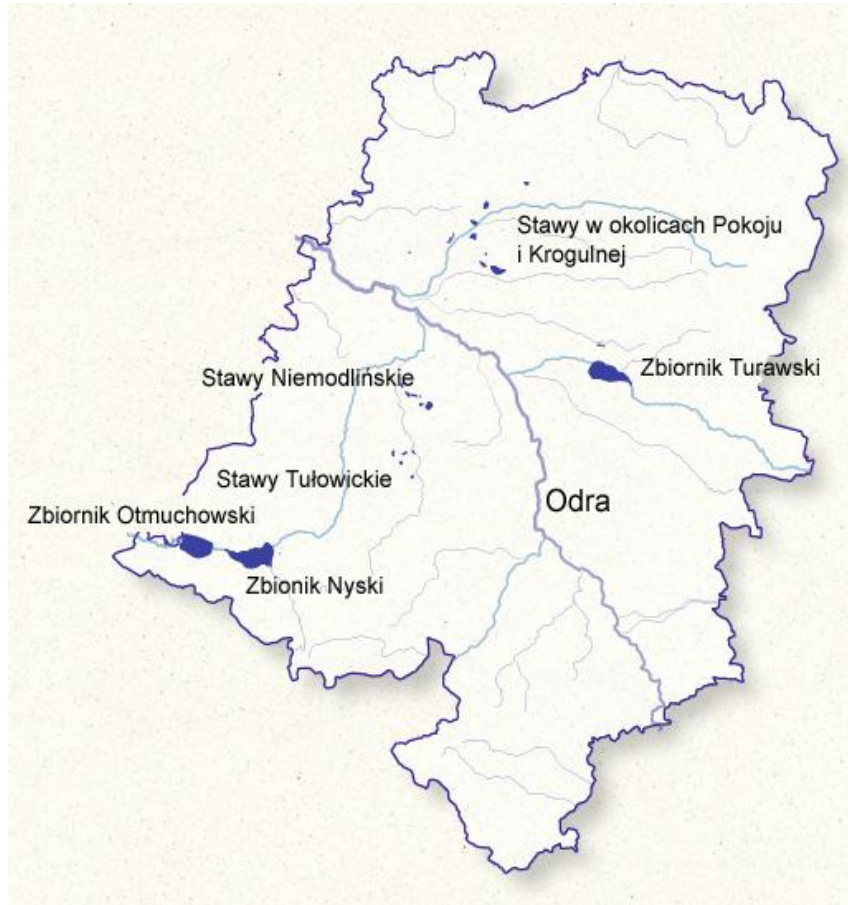 Stawy w okolicach Pokoju
i Krogulnej
Zbiornik Turawski
Stawy Niemodlińskie
Stawy Tułowickie
Odra
Zbiornik Otmuchowski
Zbionik Nyski